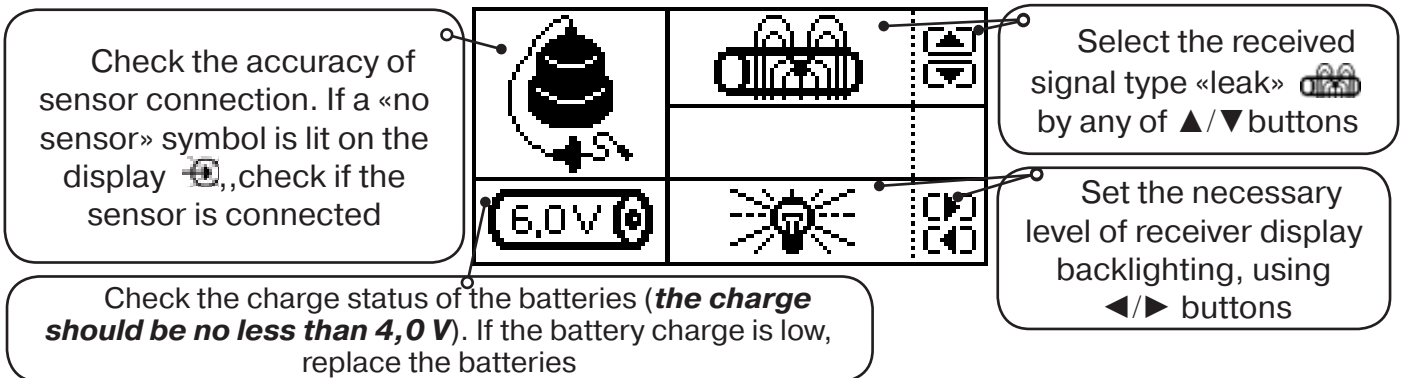 Check the accuracy of
sensor connection. If a «no
sensor» symbol is lit on the
display ,,check if the
sensor is connected
6,0V
Select the received
signal type «leak»
by any of ▲/▼buttons
Set the necessary
level of receiver display
backlighting, using
◄/► buttons
Check the charge status of the batteries (the charge
should be no less than 4,0 V). If the battery charge is low,
replace the batteries